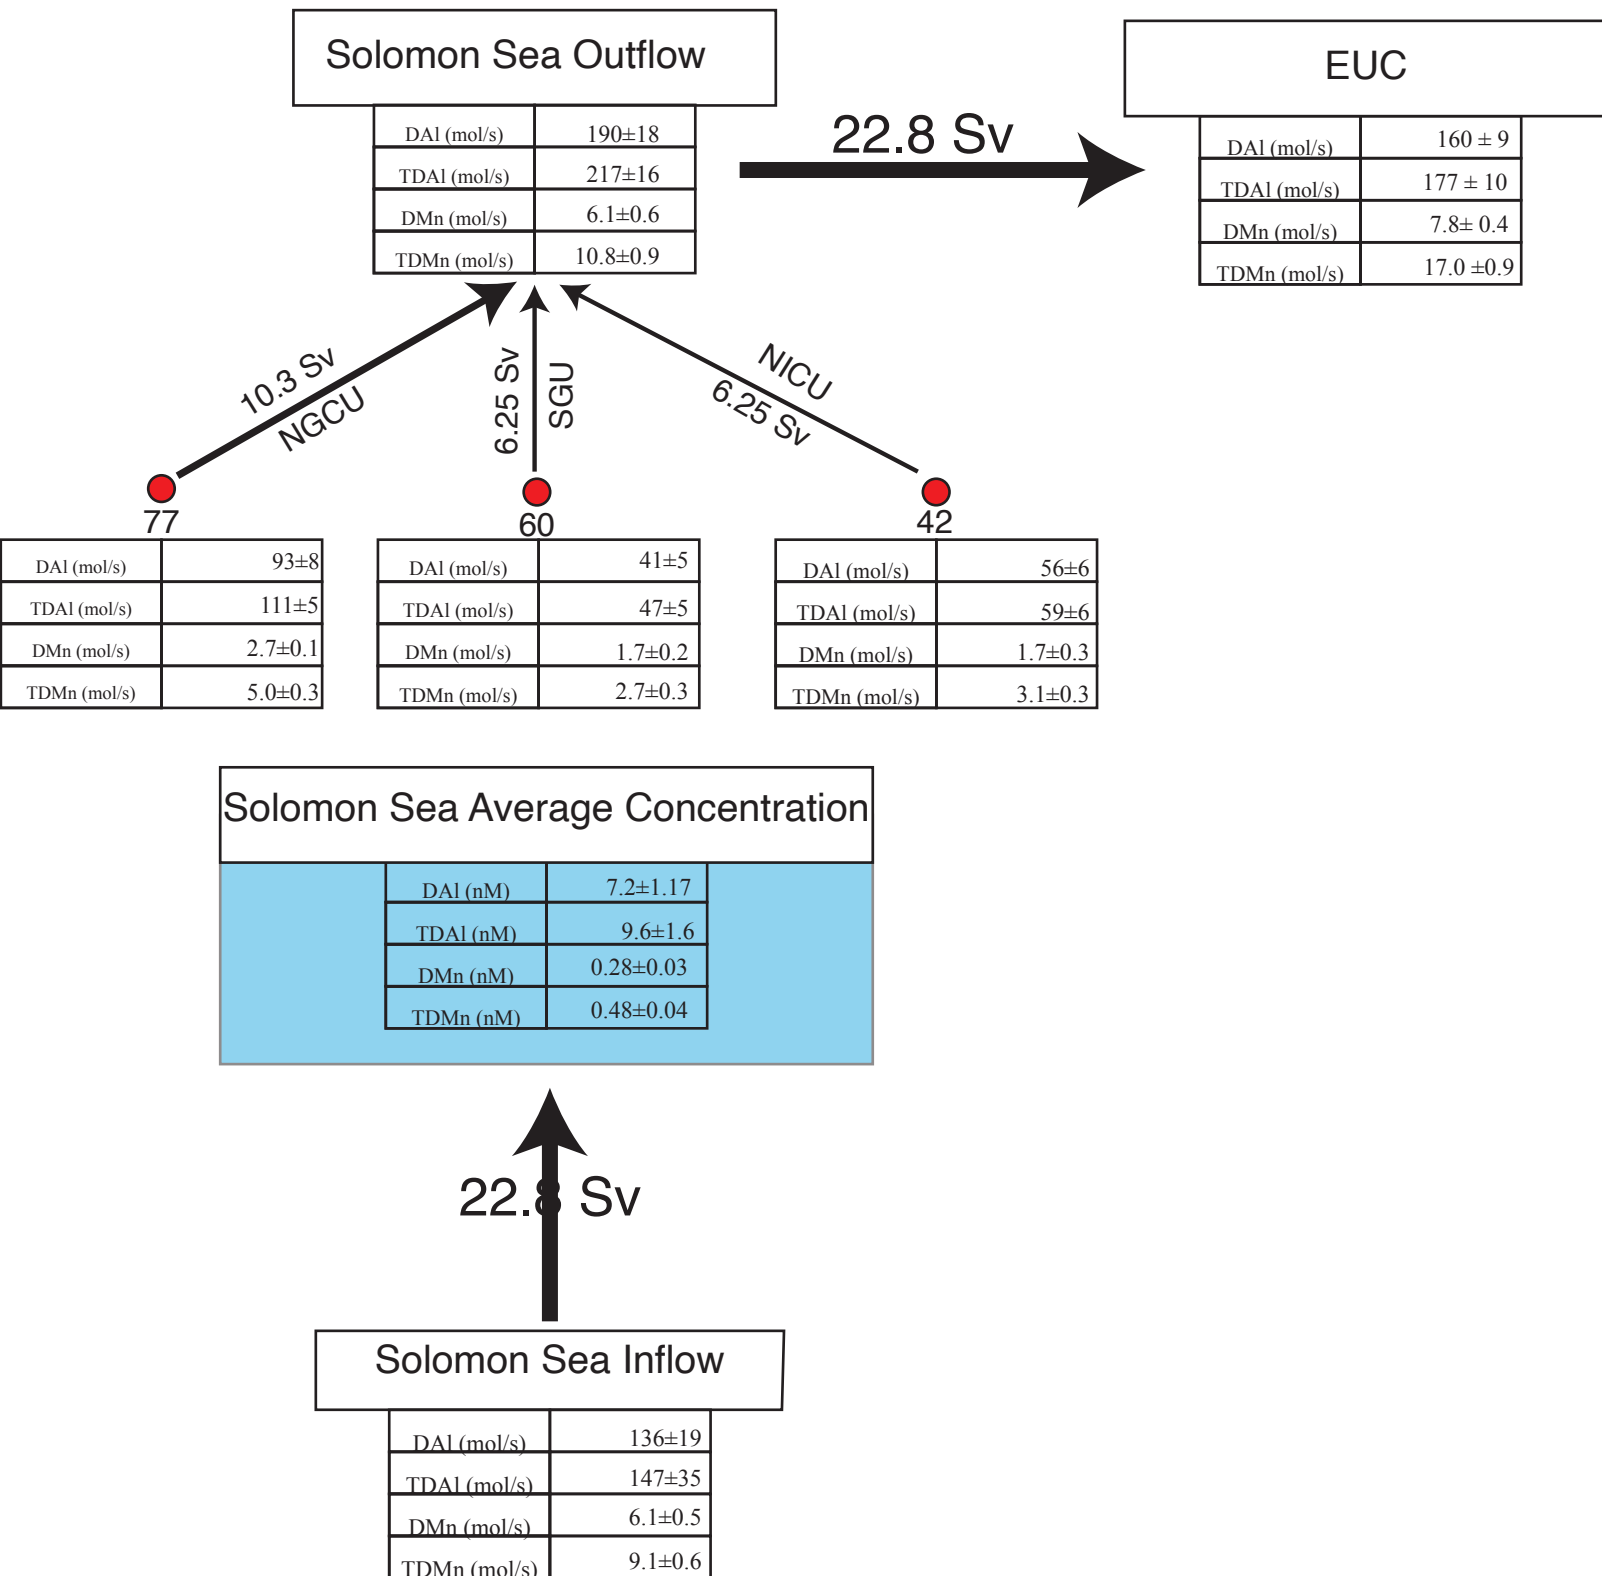 Solomon Sea Outflow
DAl (mol/s) 190±18
TDAl (mol/s) 217±16
DMn (mol/s) 6.1±0.6
TDMn (mol/s) 10.8±0.9
22.8 Sv
EUC
DAl (mol/s) 160 ± 9
TDAl (mol/s) 177 ± 10
DMn (mol/s) 7.8± 0.4
TDMn (mol/s) 17.0 ±0.9
10.3 Sv
NGCU
6.25 Sv
SGU
NICU
6.25 Sv
77
DAl (mol/s) 93±8
TDAl (mol/s) 111±5
DMn (mol/s) 2.7±0.1
TDMn (mol/s) 5.0±0.3
60
DAl (mol/s) 41±5
TDAl (mol/s) 47±5
DMn (mol/s) 1.7±0.2
TDMn (mol/s) 2.7±0.3
42
DAl (mol/s) 56±6
TDAl (mol/s) 59±6
DMn (mol/s) 1.7±0.3
TDMn (mol/s) 3.1±0.3
Solomon Sea Average Concentration
DAl (nM) 7.2±1.17
TDAl (nM) 9.6±1.6
DMn (nM) 0.28±0.03
TDMn (nM) 0.48±0.04
22.8 Sv
Solomon Sea Inflow
DAl (mol/s) 136±19
TDAl (mol/s) 147±35
DMn (mol/s) 6.1±0.5
TDMn (mol/s) 9.1±0.6